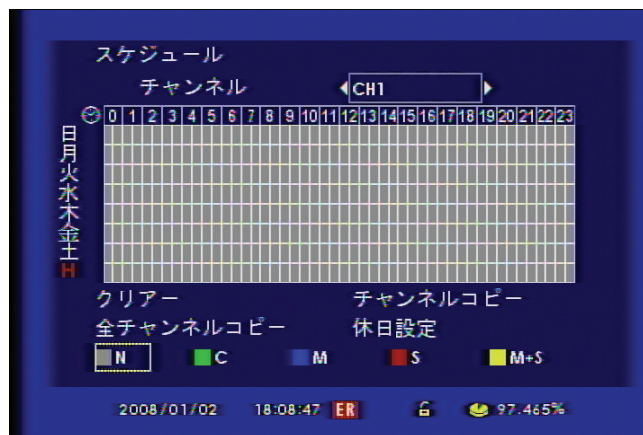 スケジュール
チャンネル CH1
0 1 2 3 4 5 6 7 8 9 10 11 12 13 14 15 16 17 18 19 20 21 22 23
日
月
火
水
木
金
土
H
クリアー チャンネルコピー
全チャンネルコピー 休日設定
N C M S M+S
2008/01/02 18:08:47 ER 97.465%